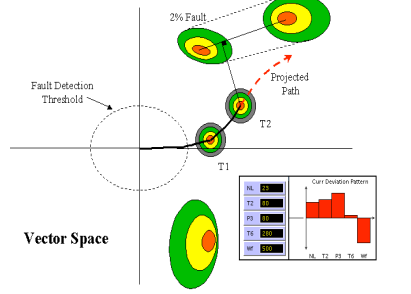 2% Fault
Fault Detection
Threshold
Projected
Path
T2
T1
Vector Space
Curr Deviation Pattern
NL 25
T2 80
P3 80
T6 280
Wf 500
NL T2 P3 T6 Wf